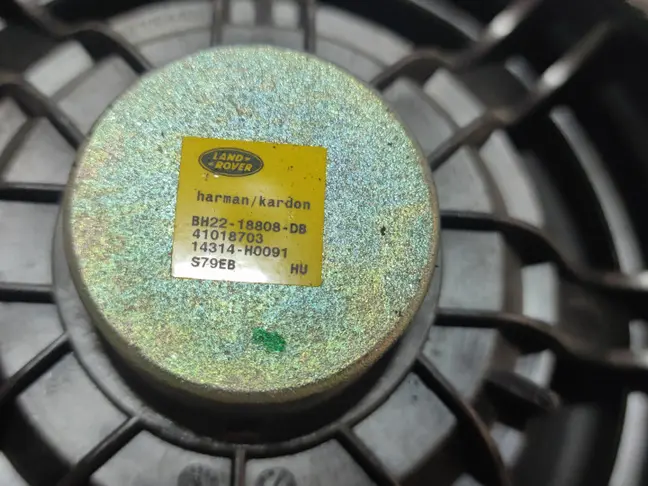 LAND
ROVER
harman/kardon
BH22-18808-DB
41018703
14314-H0091
S79EB HU